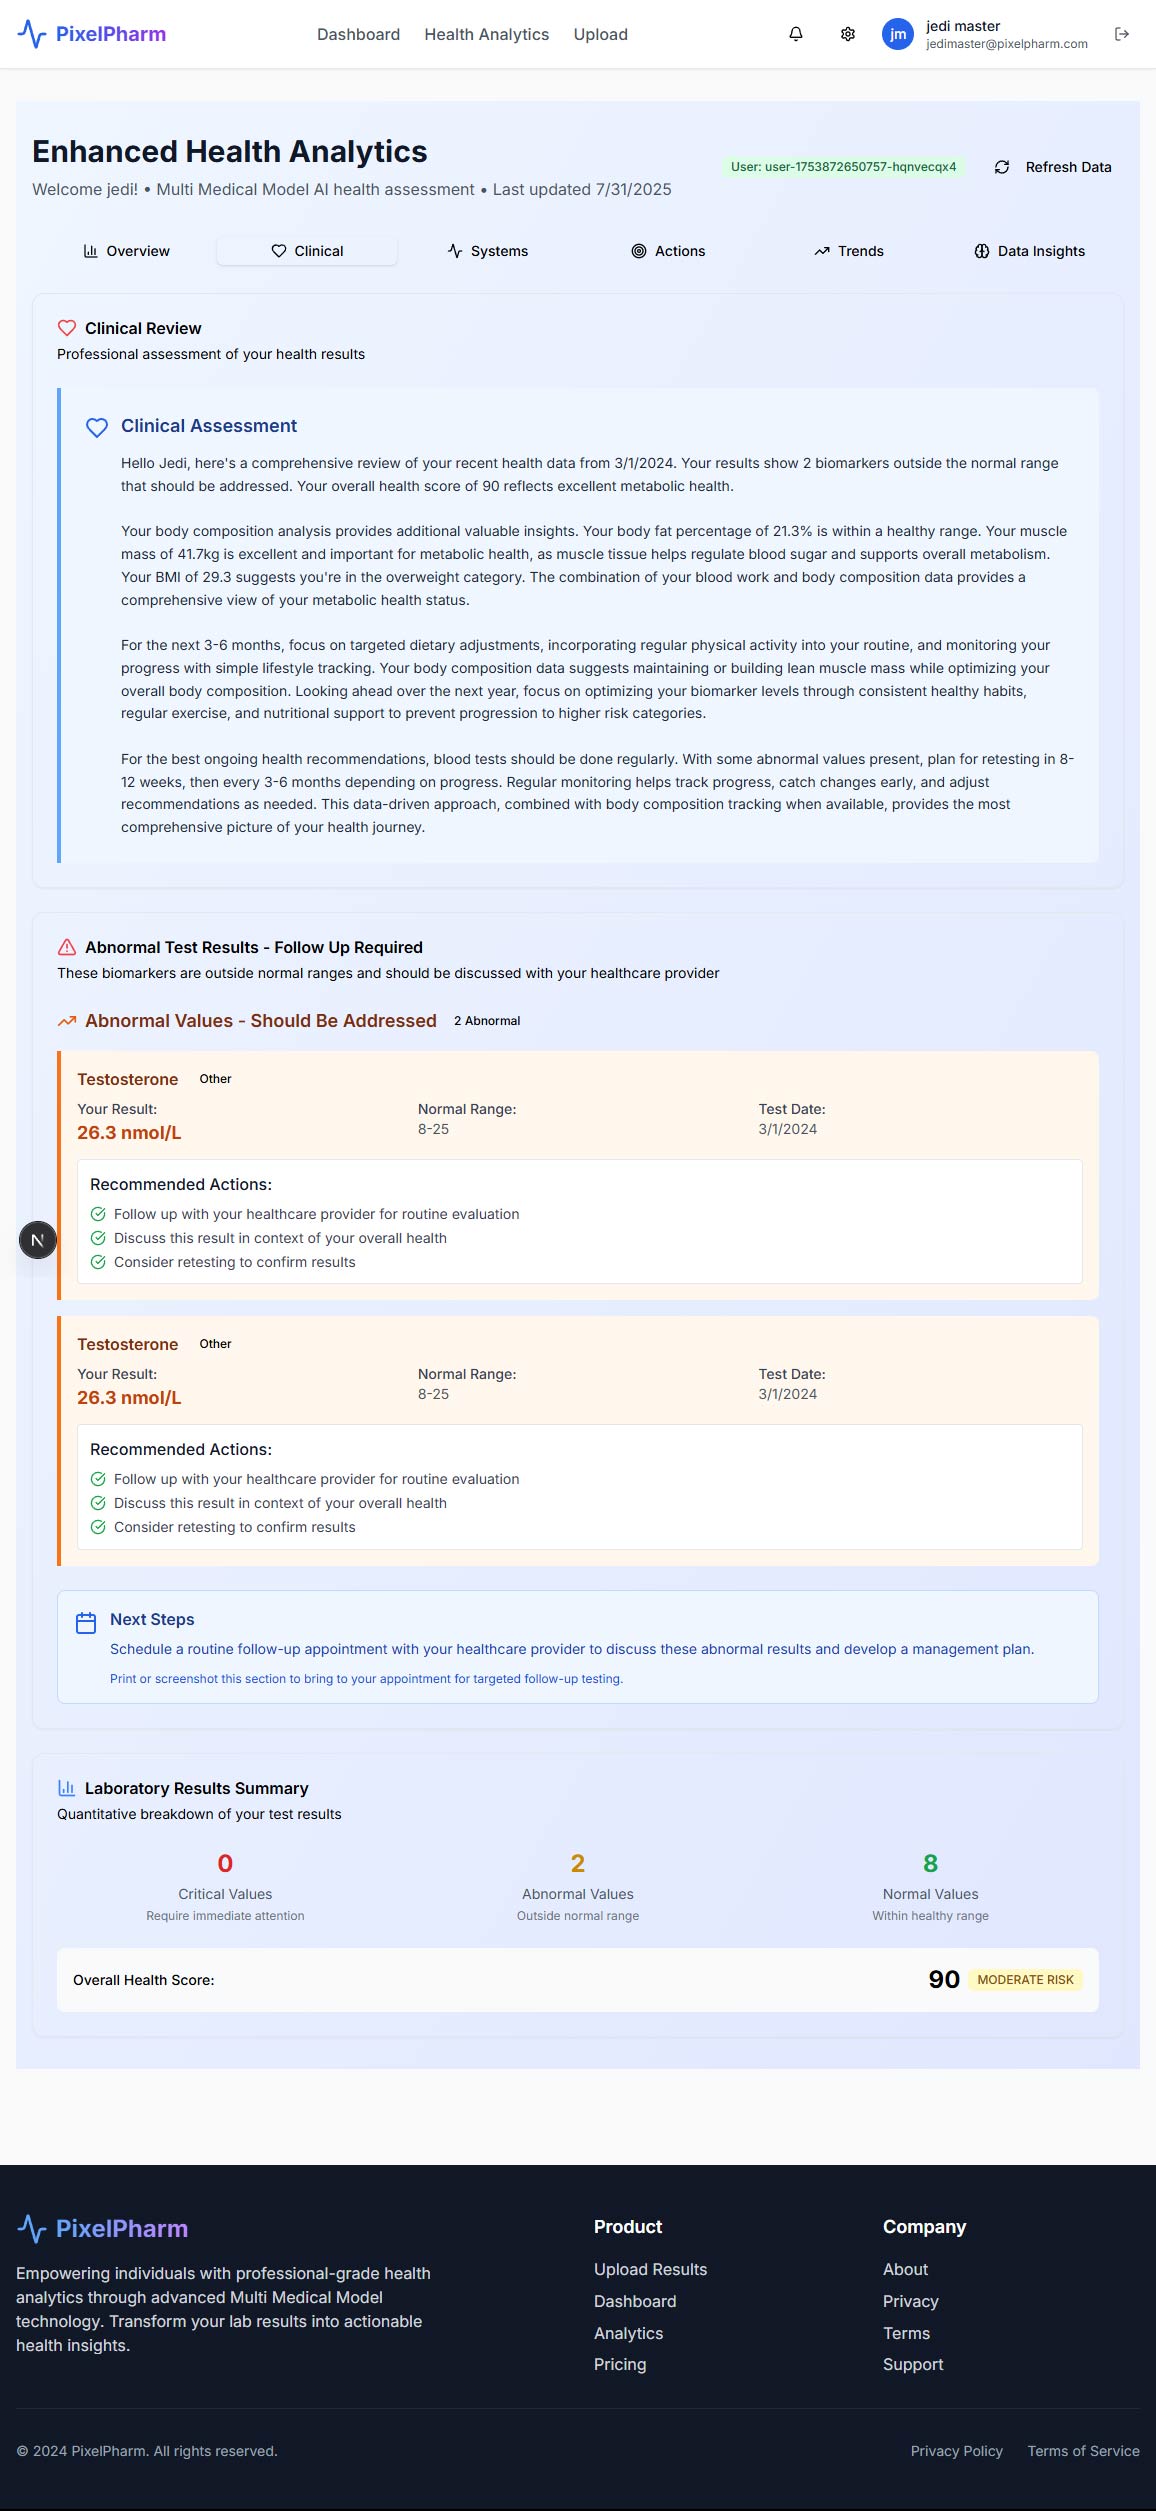 PixelPharm
Dashboard
Health Analytics
Upload
jm
jedi master
jedimaster@pixelpharm.com
Enhanced Health Analytics
Welcome jedi! • Multi Medical Model AI health assessment • Last updated 7/31/2025
User: user-1753872650757-hqnvecqx4
Refresh Data
Overview
Clinical
Systems
Actions
Trends
Data Insights
Clinical Review
Professional assessment of your health results
Clinical Assessment
Hello Jedi, here's a comprehensive review of your recent health data from 3/1/2024. Your results show 2 biomarkers outside the normal range
that should be addressed. Your overall health score of 90 reflects excellent metabolic health.
Your body composition analysis provides additional valuable insights. Your body fat percentage of 21.3% is within a healthy range. Your muscle
mass of 41.7kg is excellent and important for metabolic health, as muscle tissue helps regulate blood sugar and supports overall metabolism.
Your BMI of 29.3 suggests you're in the overweight category. The combination of your blood work and body composition data provides a
comprehensive view of your metabolic health status.
For the next 3-6 months, focus on targeted dietary adjustments, incorporating regular physical activity into your routine, and monitoring your
progress with simple lifestyle tracking. Your body composition data suggests maintaining or building lean muscle mass while optimizing your
overall body composition. Looking ahead over the next year, focus on optimizing your biomarker levels through consistent healthy habits,
regular exercise, and nutritional support to prevent progression to higher risk categories.
For the best ongoing health recommendations, blood tests should be done regularly. With some abnormal values present, plan for retesting in 8-
12 weeks, then every 3-6 months depending on progress. Regular monitoring helps track progress, catch changes early, and adjust
recommendations as needed. This data-driven approach, combined with body composition tracking when available, provides the most
comprehensive picture of your health journey.
Abnormal Test Results - Follow Up Required
These biomarkers are outside normal ranges and should be discussed with your healthcare provider
Abnormal Values - Should Be Addressed
2 Abnormal
Testosterone
Other
Your Result:
26.3 nmol/L
Normal Range:
8-25
Test Date:
3/1/2024
Recommended Actions:
Follow up with your healthcare provider for routine evaluation
Discuss this result in context of your overall health
Consider retesting to confirm results
N
Testosterone
Other
Your Result:
26.3 nmol/L
Normal Range:
8-25
Test Date:
3/1/2024
Recommended Actions:
Follow up with your healthcare provider for routine evaluation
Discuss this result in context of your overall health
Consider retesting to confirm results
Next Steps
Schedule a routine follow-up appointment with your healthcare provider to discuss these abnormal results and develop a management plan.
Print or screenshot this section to bring to your appointment for targeted follow-up testing.
Laboratory Results Summary
Quantitative breakdown of your test results
0
Critical Values
Require immediate attention
2
Abnormal Values
Outside normal range
8
Normal Values
Within healthy range
Overall Health Score:
90
MODERATE RISK
PixelPharm
Empowering individuals with professional-grade health
analytics through advanced Multi Medical Model
technology. Transform your lab results into actionable
health insights.
Product
Upload Results
Dashboard
Analytics
Pricing
Company
About
Privacy
Terms
Support
© 2024 PixelPharm. All rights reserved.
Privacy Policy
Terms of Service